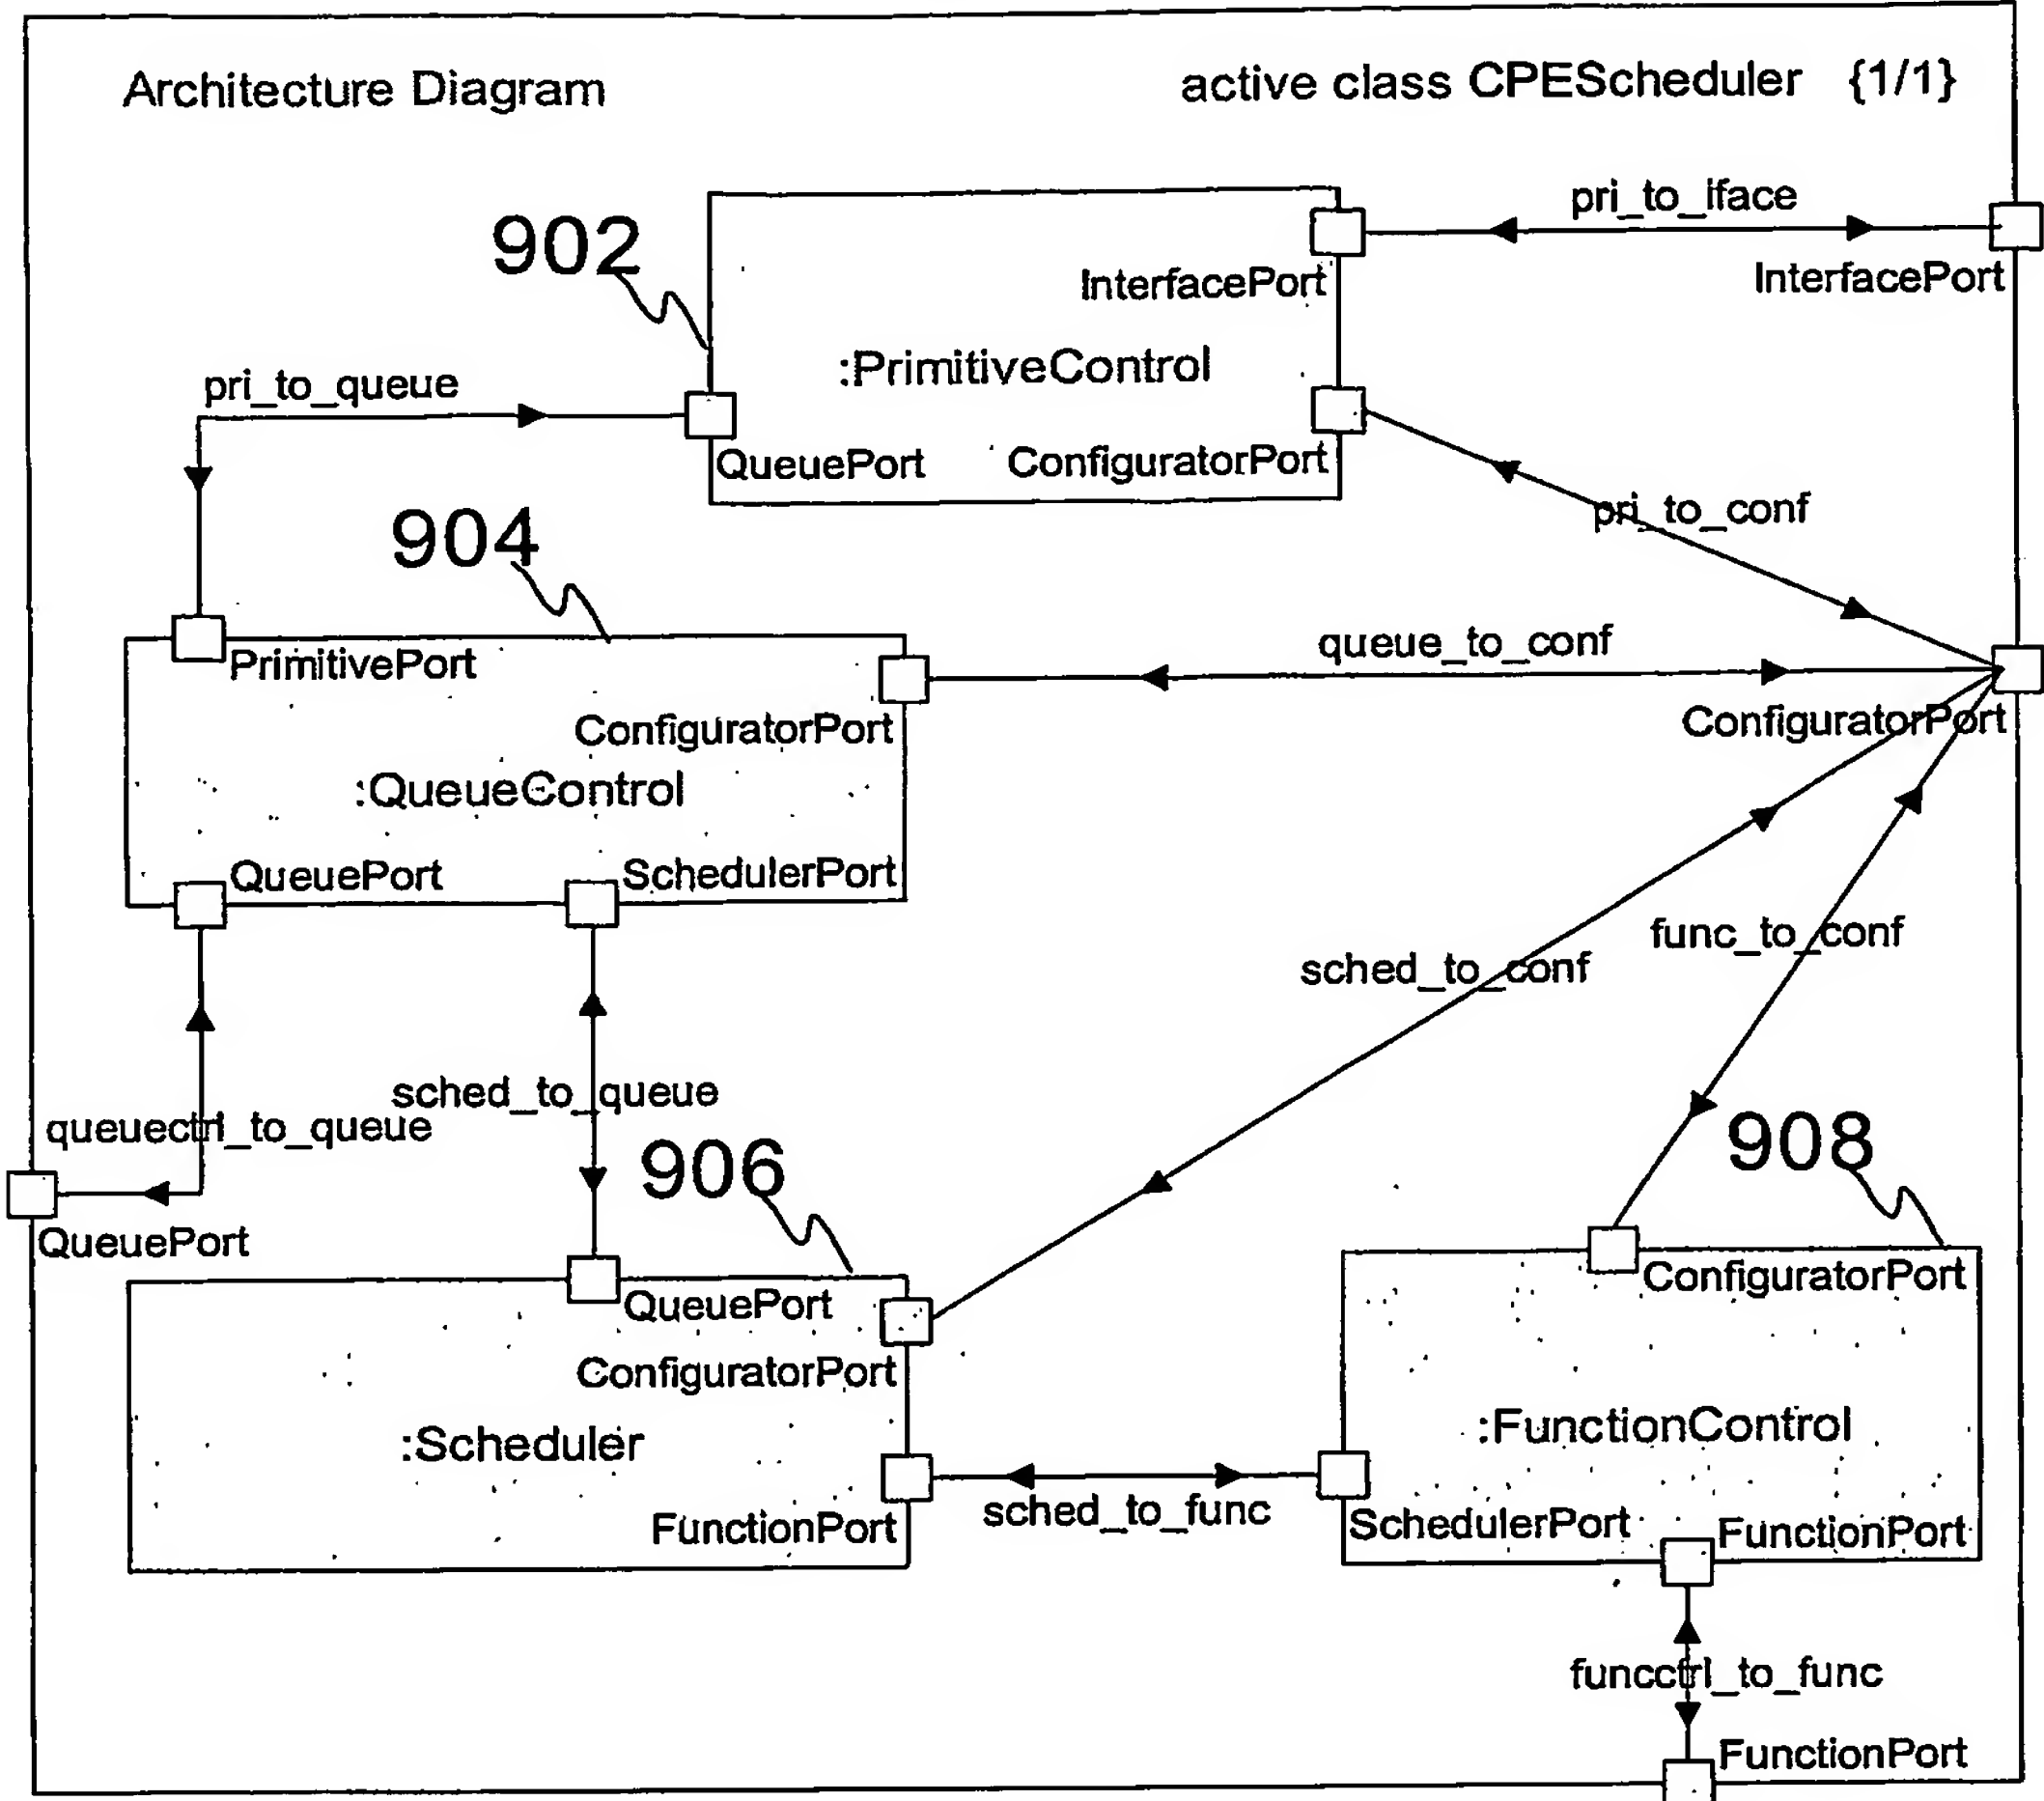 Architecture Diagram
active class CPEScheduler {1/1}
pri_to_iface
902
InterfacePort
InterfacePort
:PrimitiveControl
pri_to_queue
QueuePort
ConfiguratorPort
pri_to_conf
904
queue_to_conf
PrimitivePort
ConfiguratorPort
ConfiguratorPort
:QueueControl
QueuePort
SchedulerPort
func_to_conf
sched_to_conf
sched_to_queue
queuectrl_to_queue
906
908
QueuePort
ConfiguratorPort
QueuePort
ConfiguratorPort
:FunctionControl
:Scheduler
sched_to_func
FunctionPort
SchedulerPort
FunctionPort
funcctrl_to_func
FunctionPort